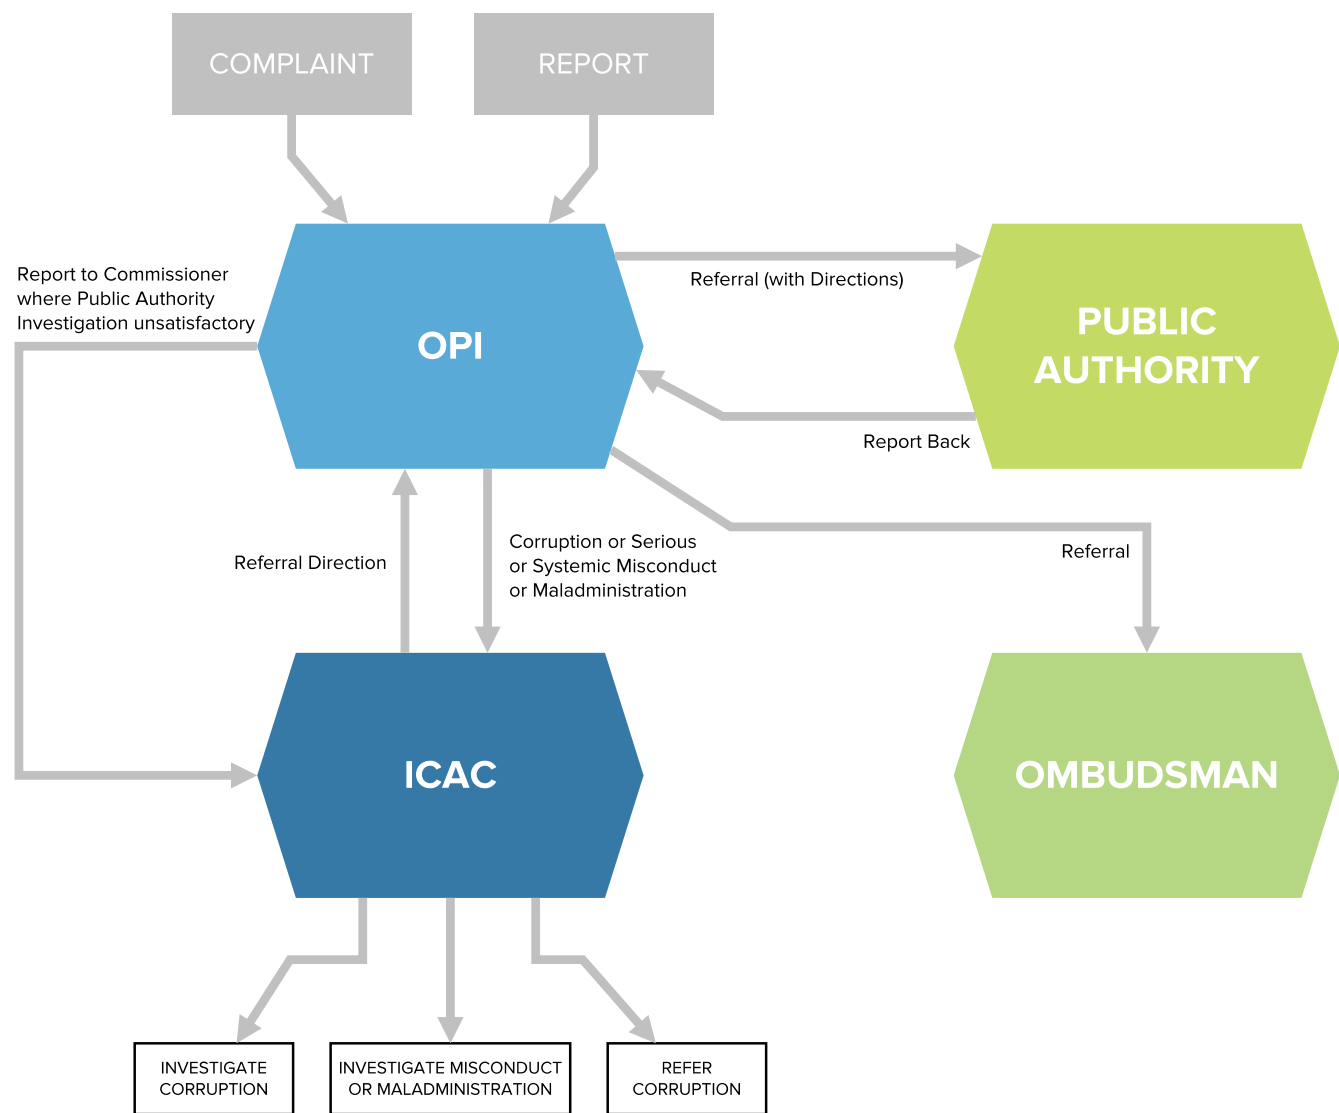 COMPLAINT
REPORT
Report to Commissioner
where Public Authority
Investigation unsatisfactory
OPI
Referral (with Directions)
PUBLIC
AUTHORITY
Report Back
Referral Direction
Corruption or Serious
or Systemic Misconduct
or Maladministration
Referral
ICAC
OMBUDSMAN
INVESTIGATE
CORRUPTION
INVESTIGATE MISCONDUCT
OR MALADMINISTRATION
REFER
CORRUPTION